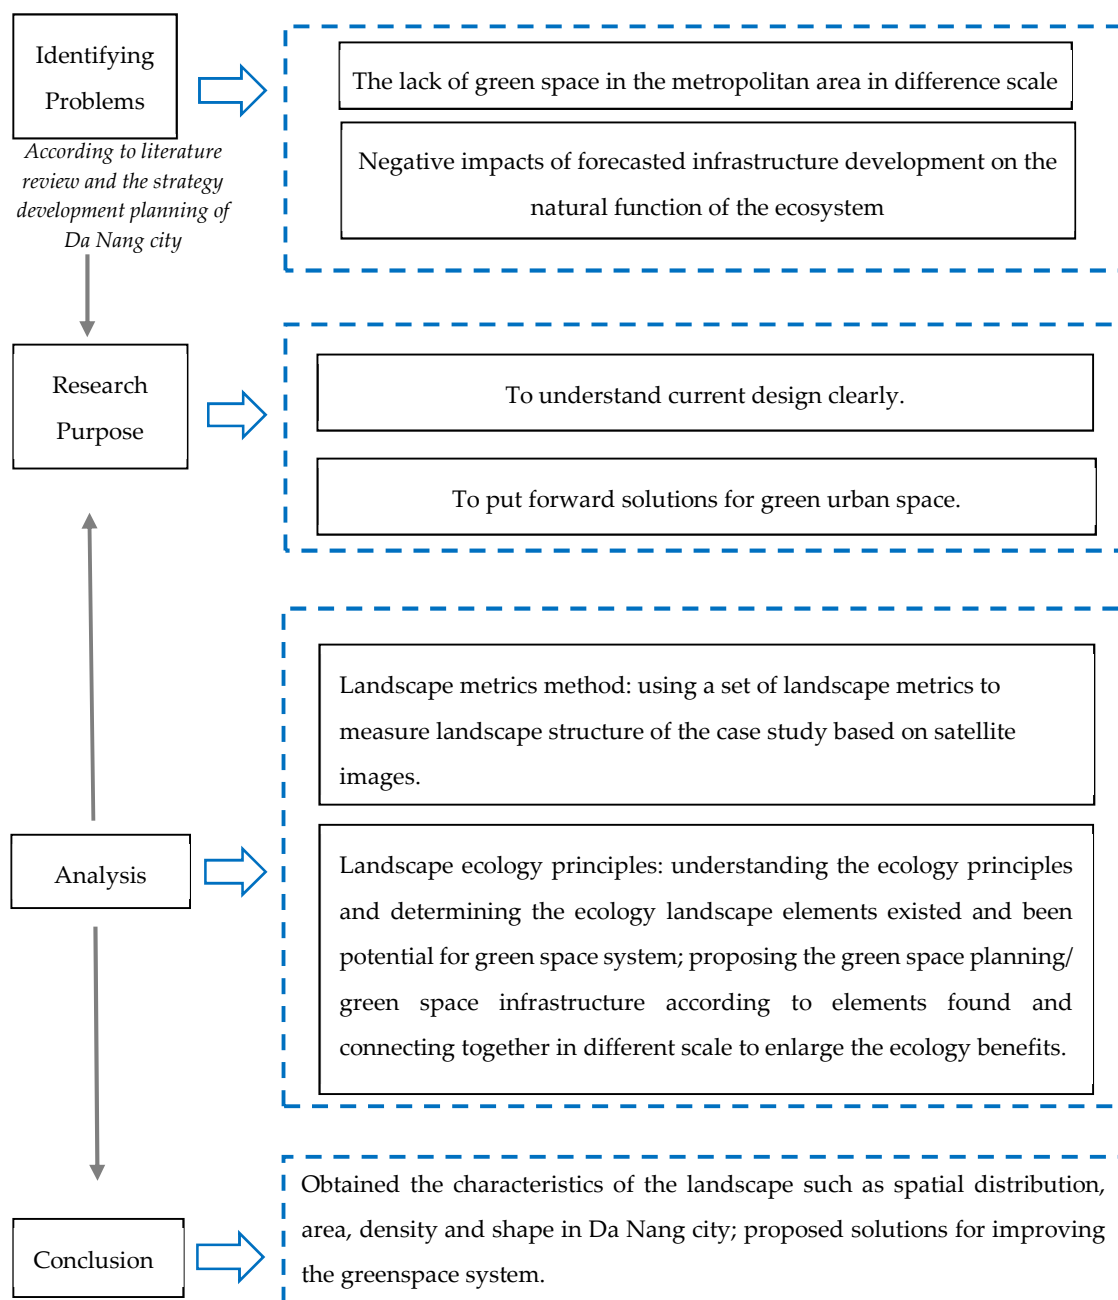 Identifying
Problems
According to literature
review and the strategy
development planning of
Da Nang city
The lack of green space in the metropolitan area in difference scale
Negative impacts of forecasted infrastructure development on the
natural function of the ecosystem
Research
Purpose
To understand current design clearly.
To put forward solutions for green urban space.
Analysis
Landscape metrics method: using a set of landscape metrics to
measure landscape structure of the case study based on satellite
images.
Landscape ecology principles: understanding the ecology principles
and determining the ecology landscape elements existed and been
potential for green space system; proposing the green space planning/
green space infrastructure according to elements found and
connecting together in different scale to enlarge the ecology benefits.
Conclusion
Obtained the characteristics of the landscape such as spatial distribution,
area, density and shape in Da Nang city; proposed solutions for improving
the greenspace system.